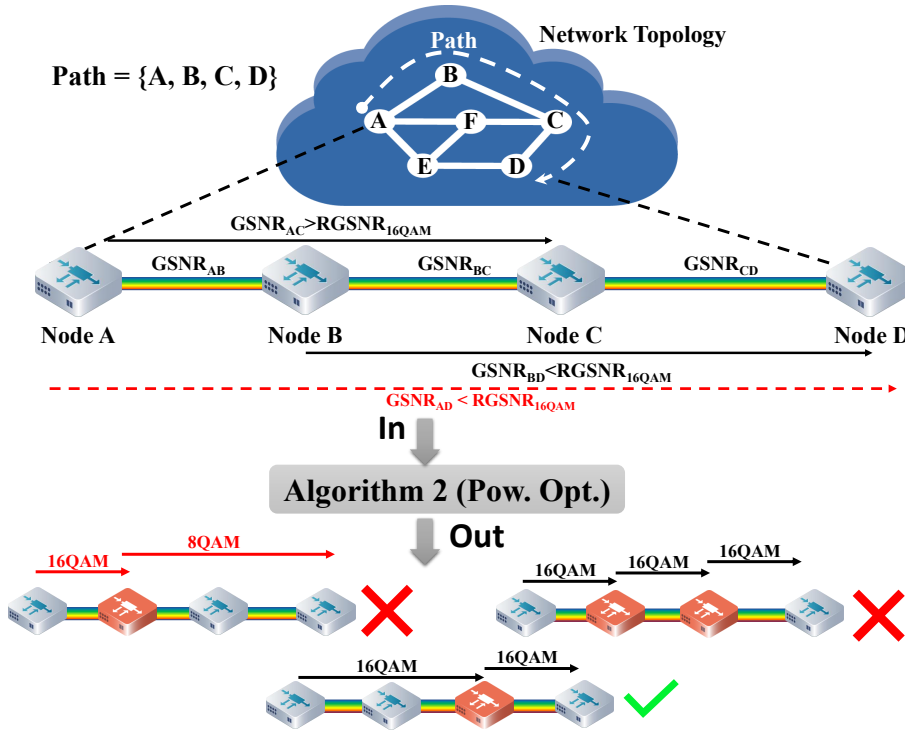 Network Topology
Path
Path = {A, B, C, D}
B
A
F
C
E
D
GSNR_AC>RGSNR_16QAM
GSNR_AB
GSNR_BC
GSNR_CD
Node A
Node B
Node C
Node D
GSNR_BD<RGSNR_16QAM
GSNR_AD < RGSNR_16QAM
In
Algorithm 2 (Pow. Opt.)
Out
16QAM
8QAM
16QAM
16QAM
16QAM
16QAM
16QAM